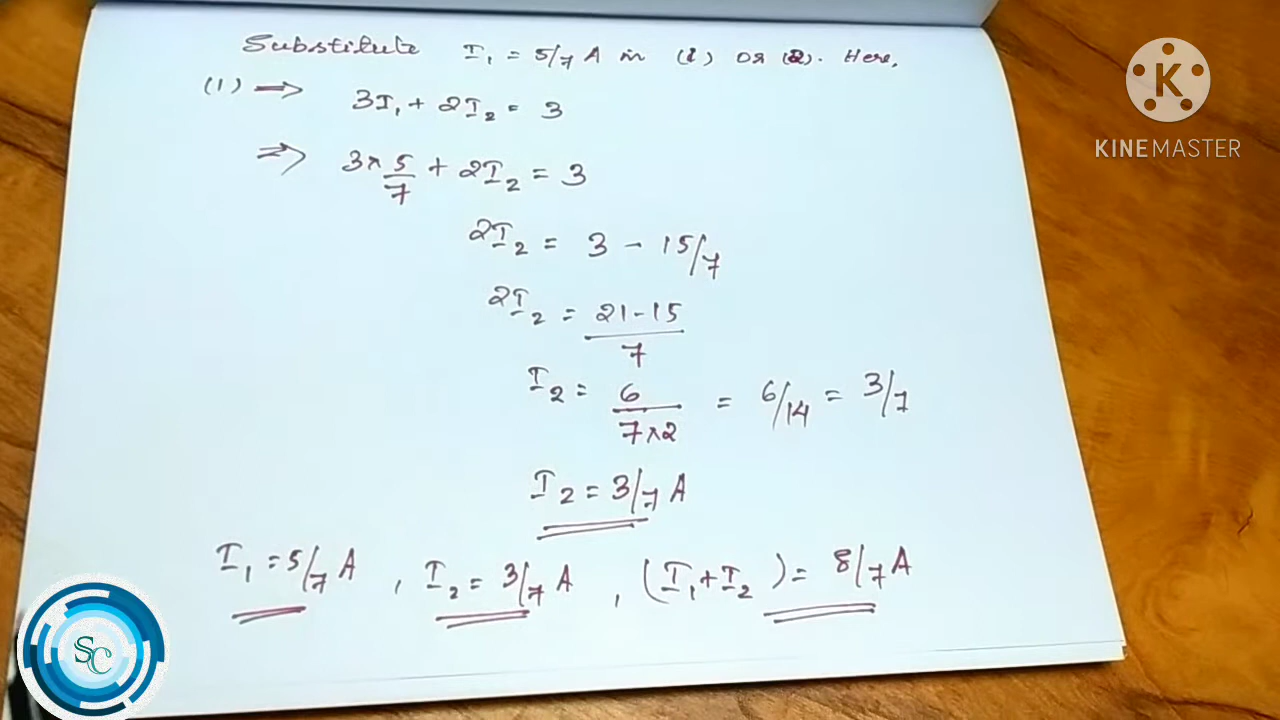 Substitute I₁ = 5/7 A in (1) or (2). Here,
(1) ⟹ 3I₁ + 2I₂ = 3
⟹ 3×5/7 + 2I₂ = 3
2I₂ = 3 - 15/7
2I₂ = 21-15/7
I₂ = 6/7×2 = 6/14 = 3/7
I₂ = 3/7 A
I₁ = 5/7 A , I₂ = 3/7 A , (I₁+I₂) = 8/7 A
K
KINEMASTER
SC